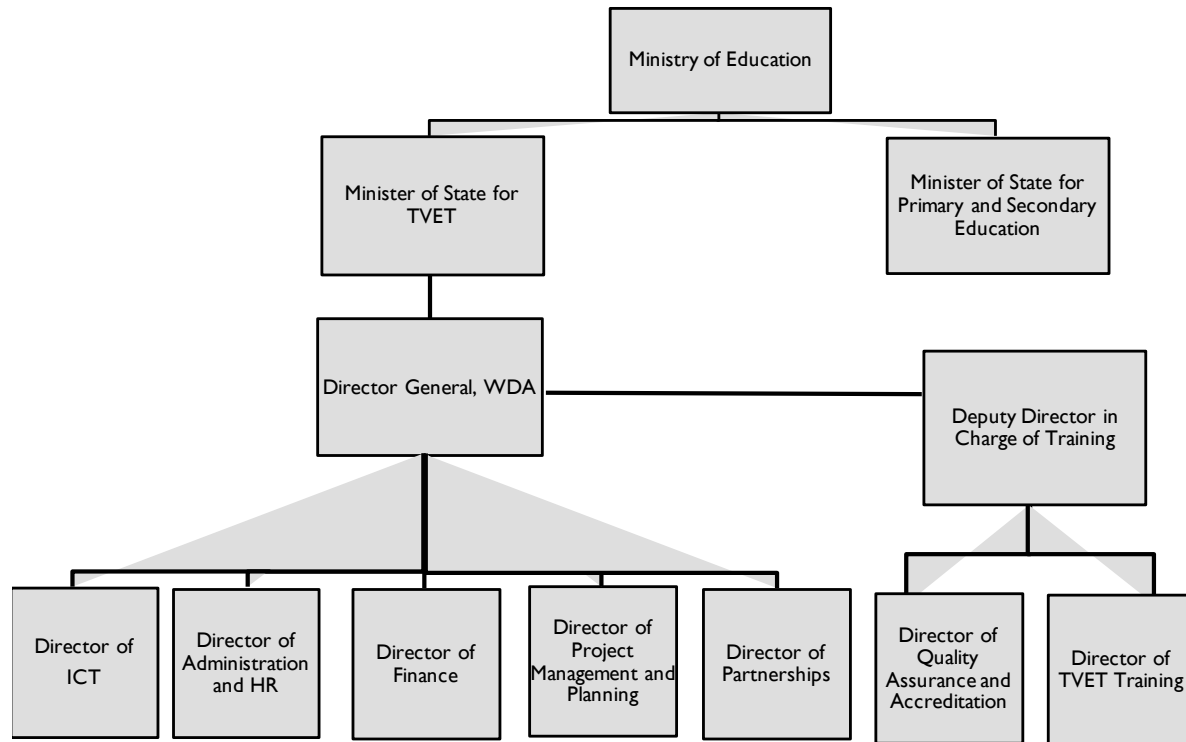 Ministry of Education
Minister of State for
TVET
Minister of State for
Primary and Secondary
Education
Director General, WDA
Deputy Director in
Charge of Training
Director of
ICT
Director of
Administration
and HR
Director of
Finance
Director of
Project
Management and
Planning
Director of
Partnerships
Director of
Quality
Assurance and
Accreditation
Director of
TVET Training